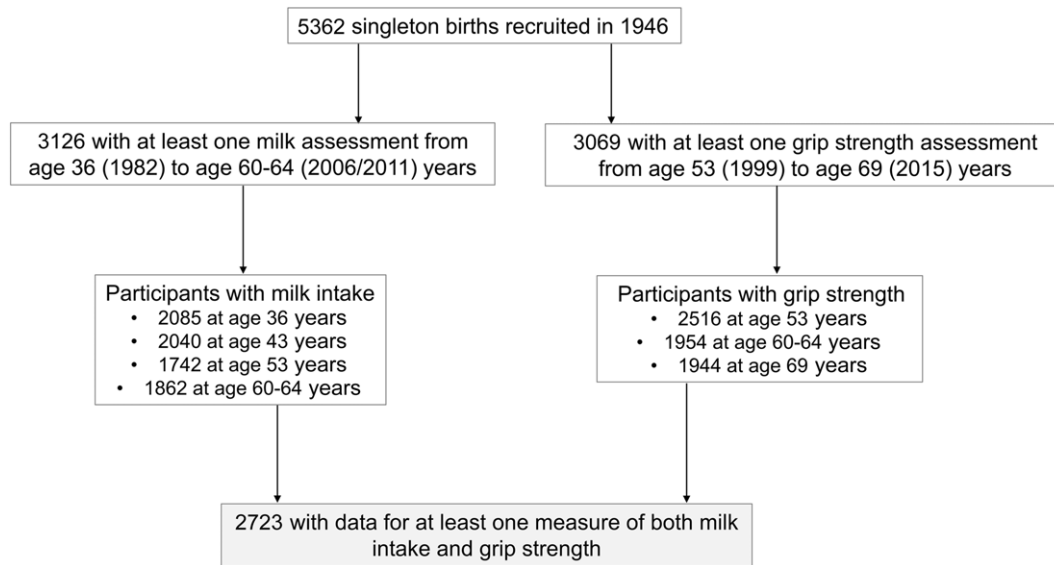 5362 singleton births recruited in 1946
3126 with at least one milk assessment from
age 36 (1982) to age 60-64 (2006/2011) years
3069 with at least one grip strength assessment
from age 53 (1999) to age 69 (2015) years
Participants with milk intake
• 2085 at age 36 years
• 2040 at age 43 years
• 1742 at age 53 years
• 1862 at age 60-64 years
Participants with grip strength
• 2516 at age 53 years
• 1954 at age 60-64 years
• 1944 at age 69 years
2723 with data for at least one measure of both milk
intake and grip strength